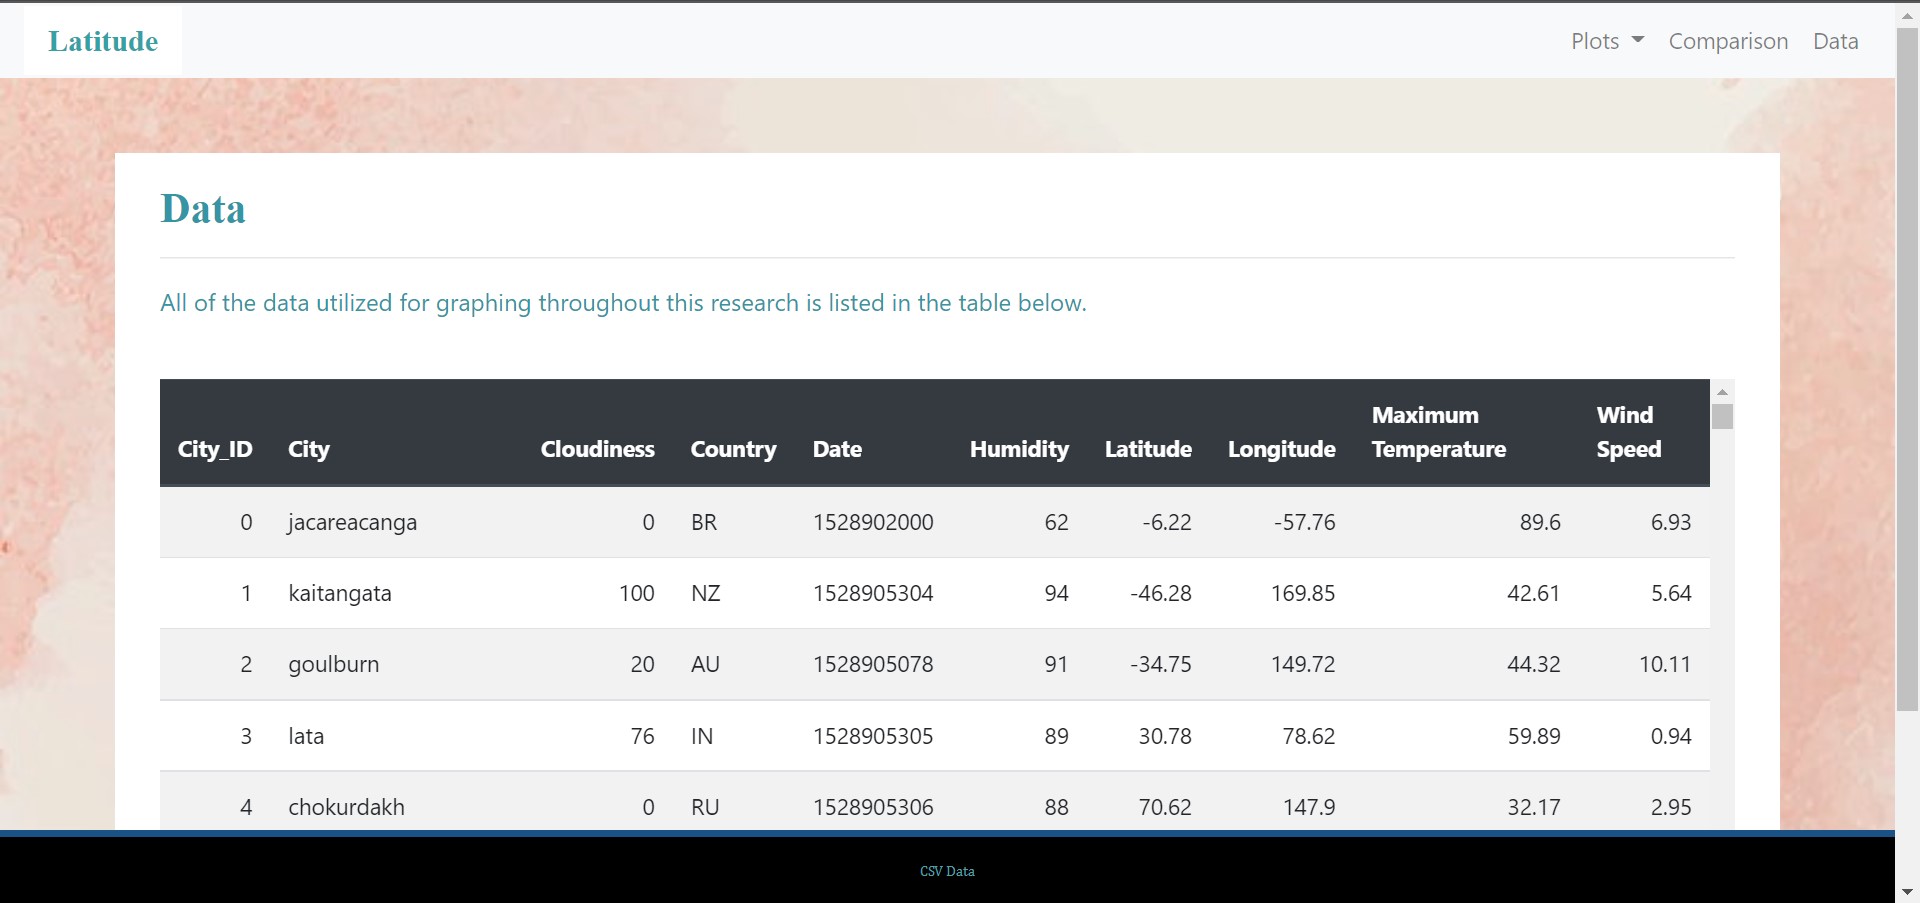 Latitude
Plots Comparison Data
Data
All of the data utilized for graphing throughout this research is listed in the table below.
City_ID City Cloudiness Country Date Humidity Latitude Longitude Maximum Temperature Wind Speed
0 jacareacanga 0 BR 1528902000 62 -6.22 -57.76 89.6 6.93
1 kaitangata 100 NZ 1528905304 94 -46.28 169.85 42.61 5.64
2 goulburn 20 AU 1528905078 91 -34.75 149.72 44.32 10.11
3 lata 76 IN 1528905305 89 30.78 78.62 59.89 0.94
4 chokurdakh 0 RU 1528905306 88 70.62 147.9 32.17 2.95
CSV Data